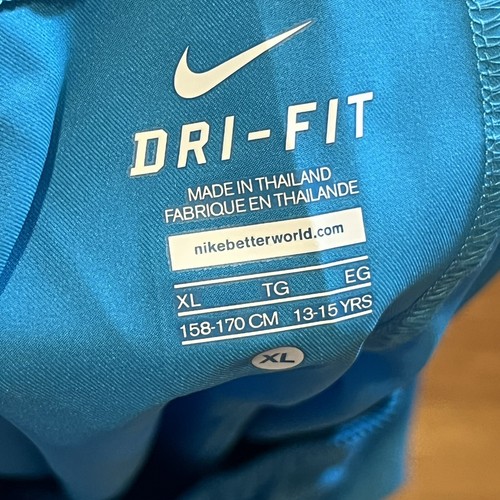 DRI-FIT
MADE IN THAILAND
FABRIQUE EN THAILANDE
nikebetterworld.com
XL TG EG
158-170 CM 13-15 YRS
XL